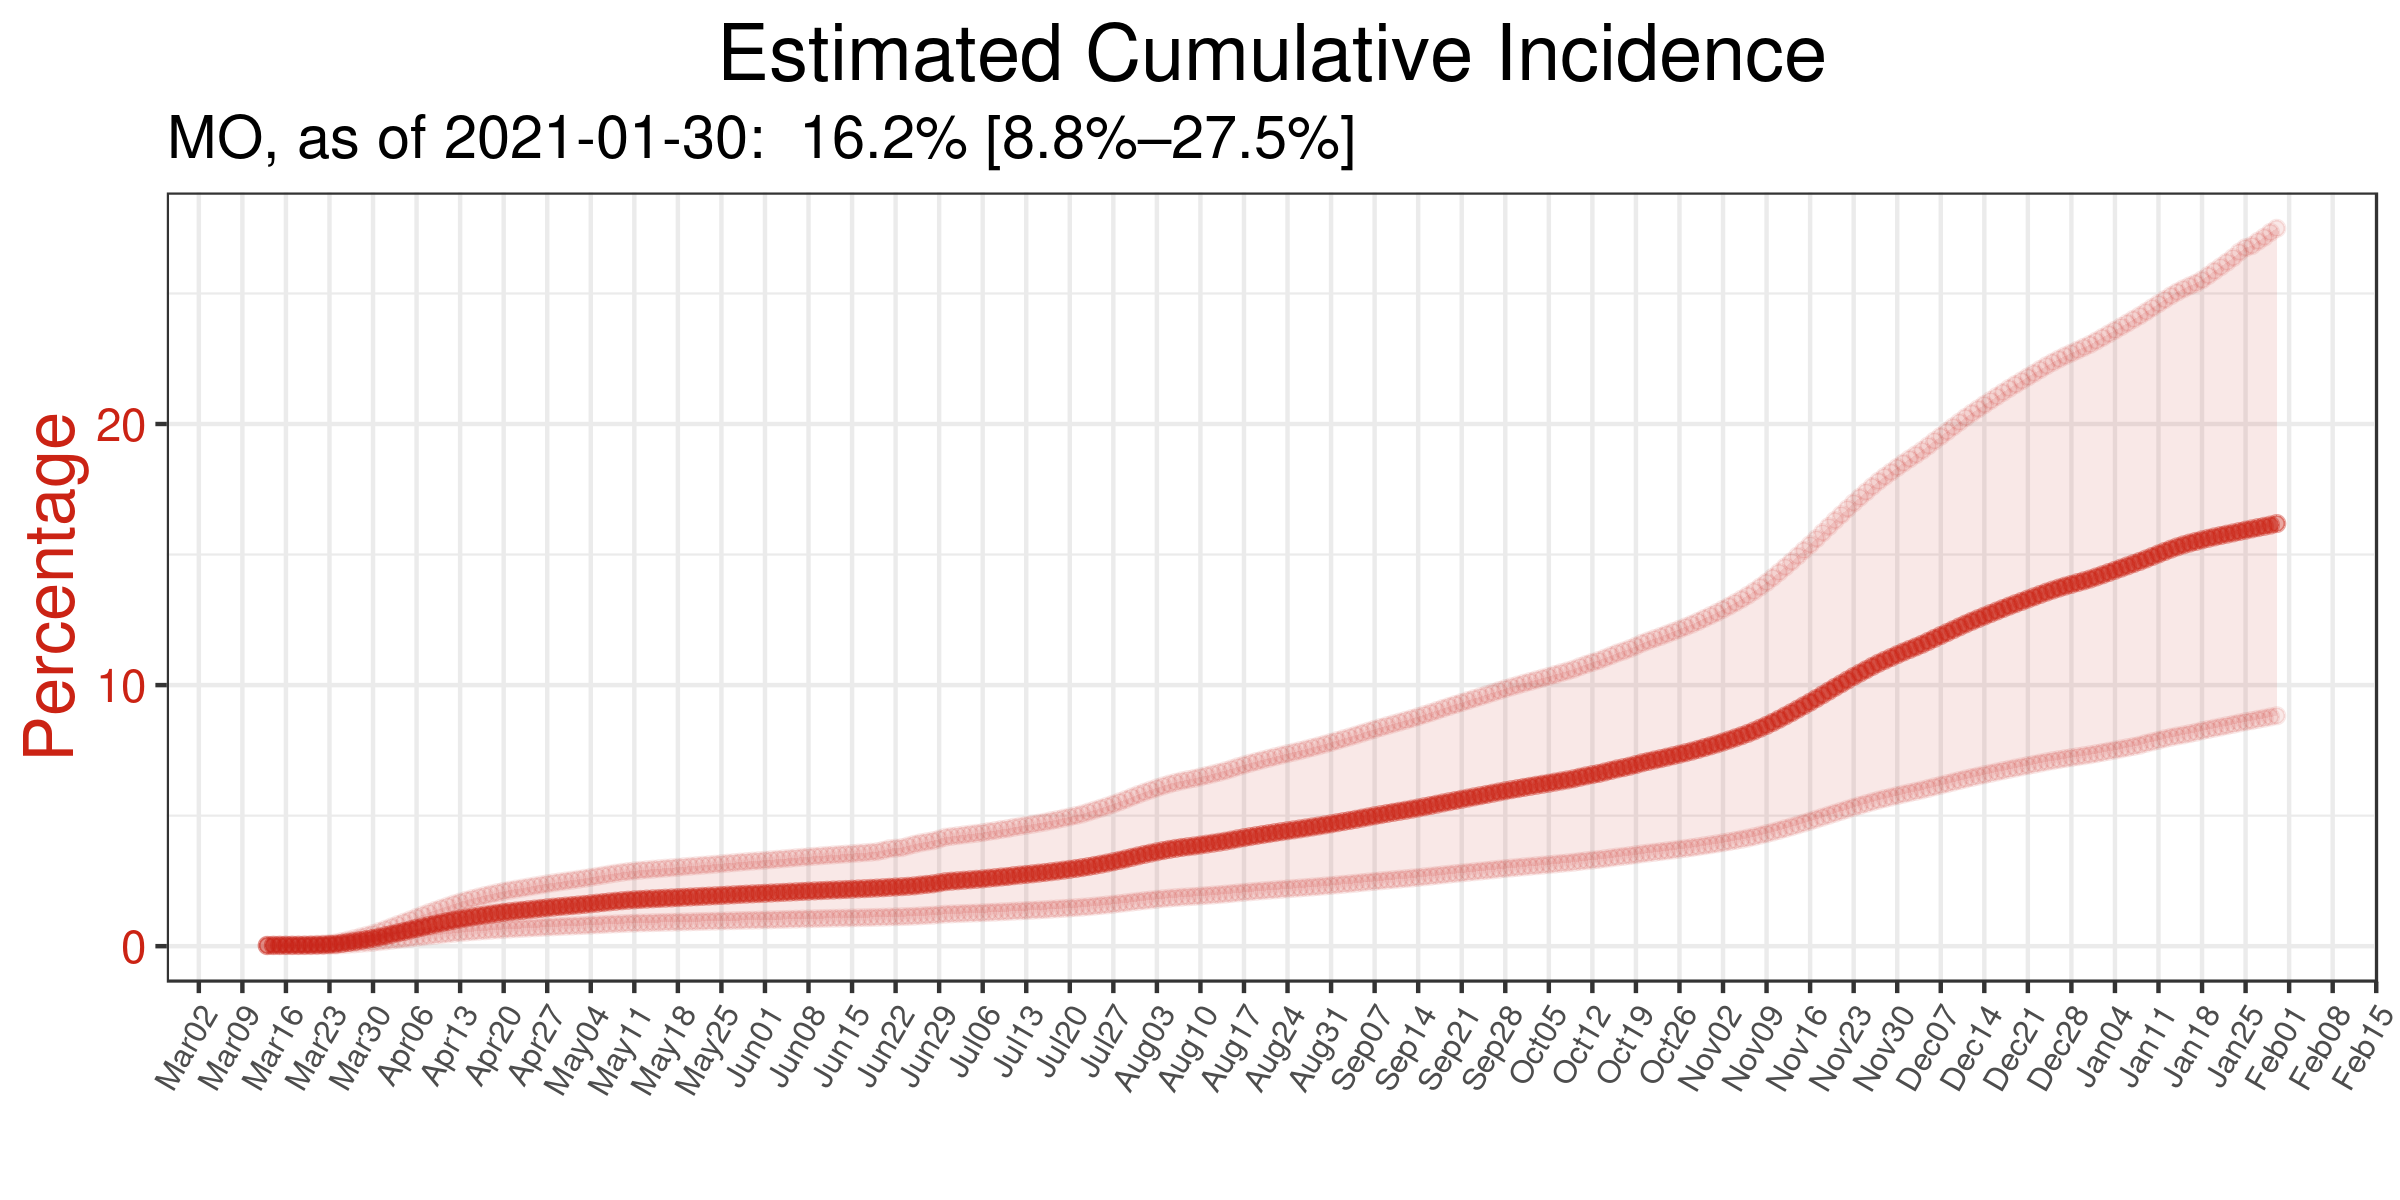 Estimated Cumulative Incidence
MO, as of 2021-01-30:  16.2% [8.8%–27.5%]
Percentage
20
10
0
Mar02
Mar09
Mar16
Mar23
Mar30
Apr06
Apr13
Apr20
Apr27
May04
May11
May18
May25
Jun01
Jun08
Jun15
Jun22
Jun29
Jul06
Jul13
Jul20
Jul27
Aug03
Aug10
Aug17
Aug24
Aug31
Sep07
Sep14
Sep21
Sep28
Oct05
Oct12
Oct19
Oct26
Nov02
Nov09
Nov16
Nov23
Nov30
Dec07
Dec14
Dec21
Dec28
Jan04
Jan11
Jan18
Jan25
Feb01
Feb08
Feb15